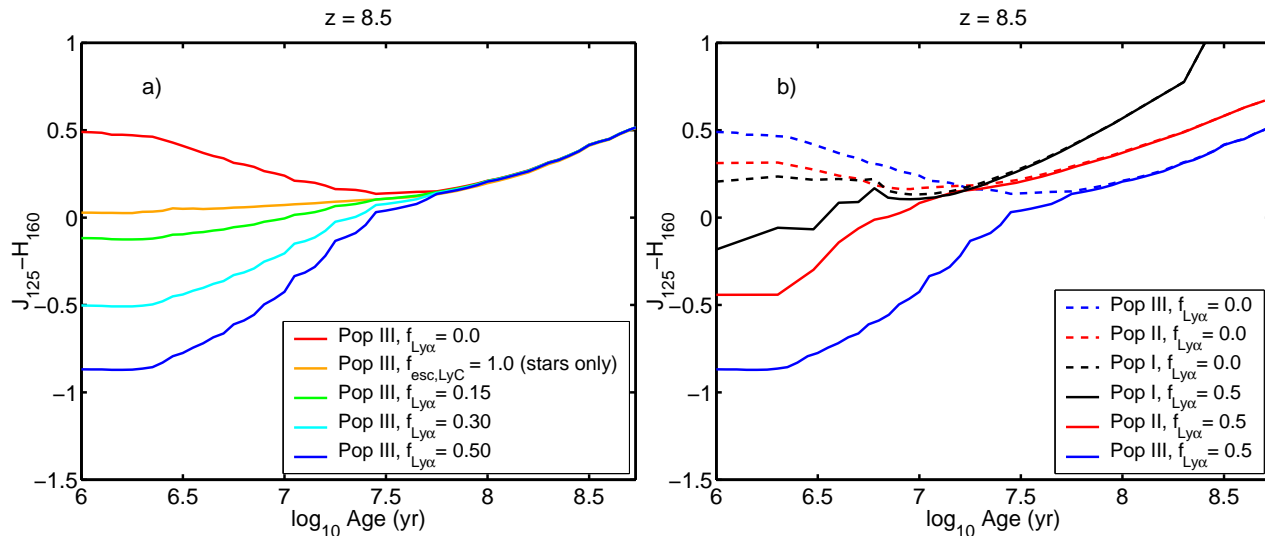 z = 8.5
a)
1
0.5
0
−0.5
−1
−1.5
J125−H160
6
6.5
7
7.5
8
8.5
log10 Age (yr)
Pop III, fLyα= 0.0
Pop III, fesc,LyC = 1.0 (stars only)
Pop III, fLyα= 0.15
Pop III, fLyα= 0.30
Pop III, fLyα= 0.50
z = 8.5
b)
1
0.5
0
−0.5
−1
−1.5
J125−H160
6
6.5
7
7.5
8
8.5
log10 Age (yr)
Pop III, fLyα= 0.0
Pop II, fLyα= 0.0
Pop I, fLyα= 0.0
Pop I, fLyα= 0.5
Pop II, fLyα= 0.5
Pop III, fLyα= 0.5